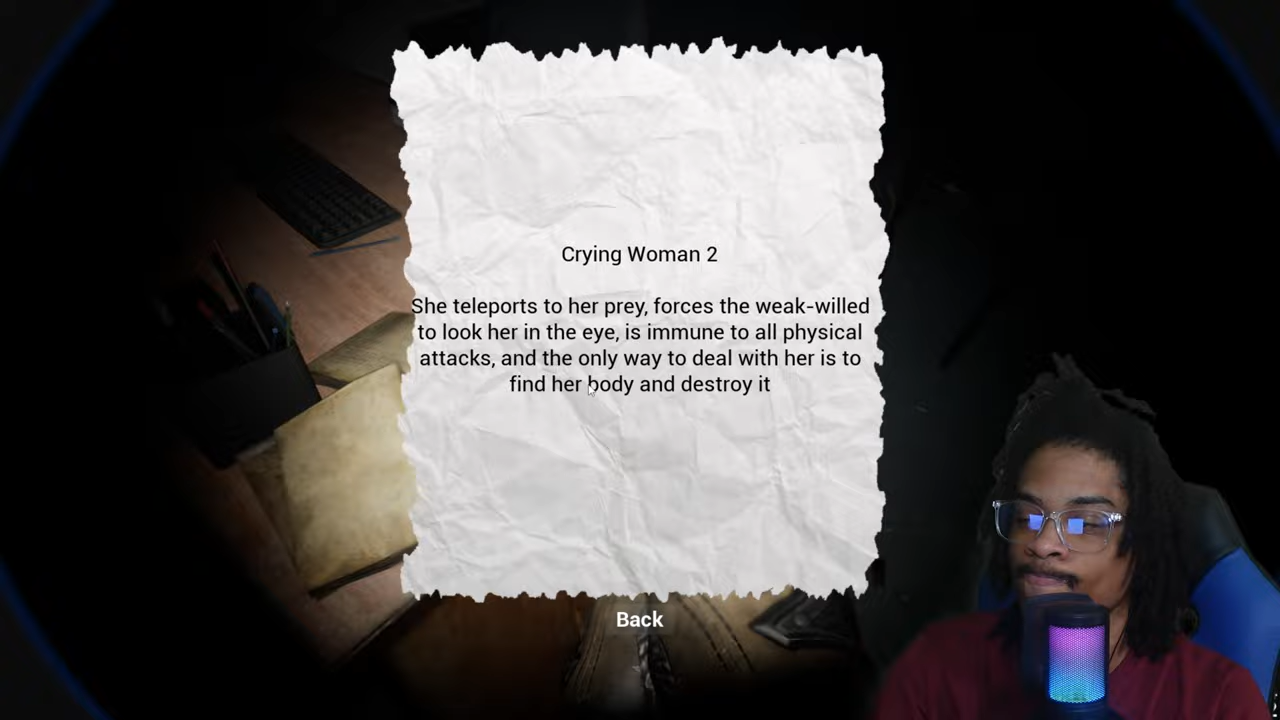 Crying Woman 2
She teleports to her prey, forces the weak-willed
to look her in the eye, is immune to all physical
attacks, and the only way to deal with her is to
find her body and destroy it
Back